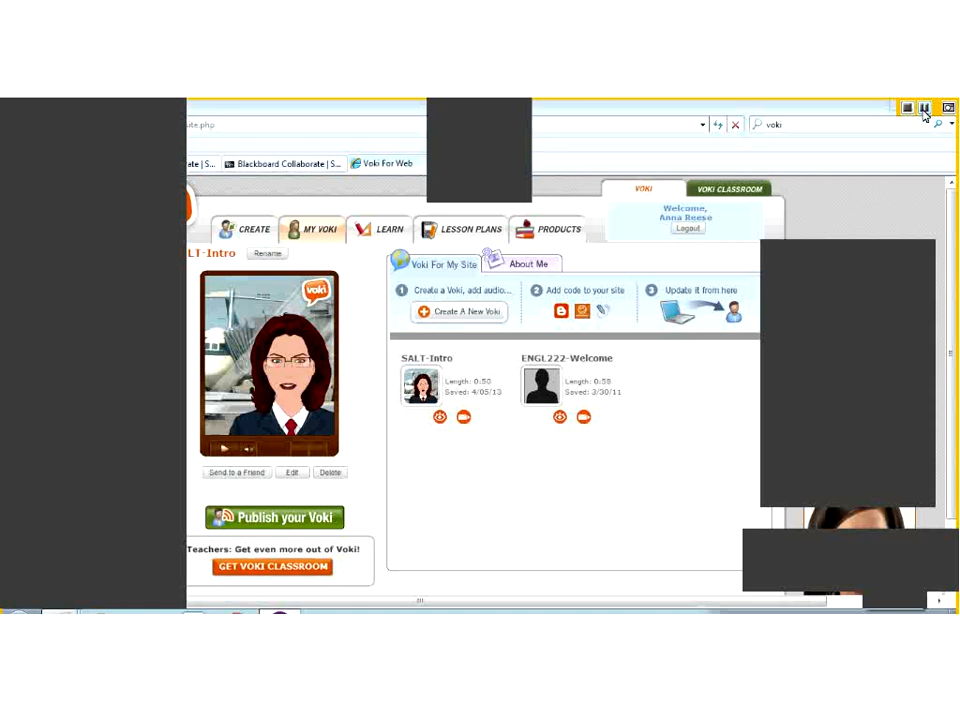 ite.php
voki
ate | S...
Blackboard Collaborate | S...
Voki For Web
VOKI
VOKI CLASSROOM
Welcome,
Anna Reese
Logout
CREATE
MY VOKI
LEARN
LESSON PLANS
PRODUCTS
LT-Intro
Rename
Voki For My Site
About Me
1 Create a Voki, add audio...
2 Add code to your site
3 Update it from here
Create A New Voki
voki
SALT-Intro
ENGL222-Welcome
Length: 0:50
Saved: 4/05/13
Length: 0:58
Saved: 3/30/11
Send to a Friend
Edit
Delete
Publish your Voki
Teachers: Get even more out of Voki!
GET VOKI CLASSROOM